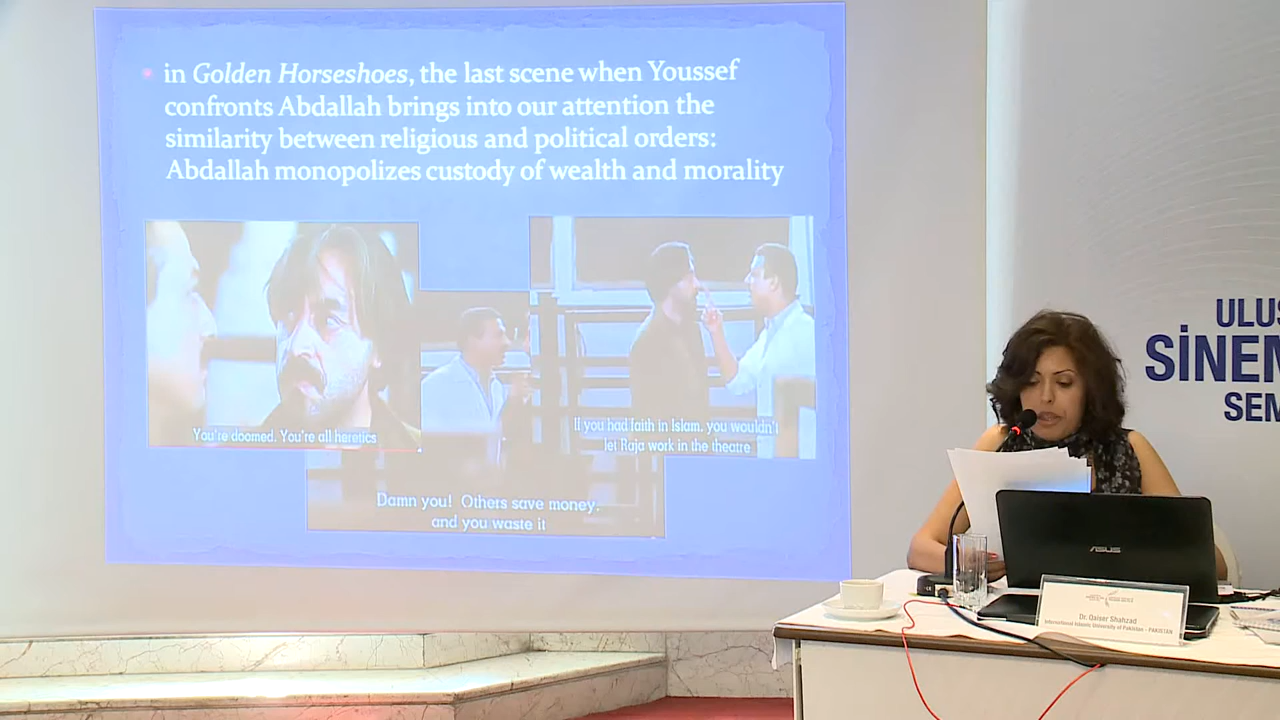 in Golden Horseshoes, the last scene when Youssef
confronts Abdallah brings into our attention the
similarity between religious and political orders:
Abdallah monopolizes custody of wealth and morality
You're doomed. You're all heretics
If you had faith in Islam, you wouldn't
let Raja work in the theatre
Damn you! Others save money,
and you waste it
ULUS
SİNEM
SEM
ASUS
Dr. Qaiser Shahzad
International Islamic University of Pakistan - PAKISTAN